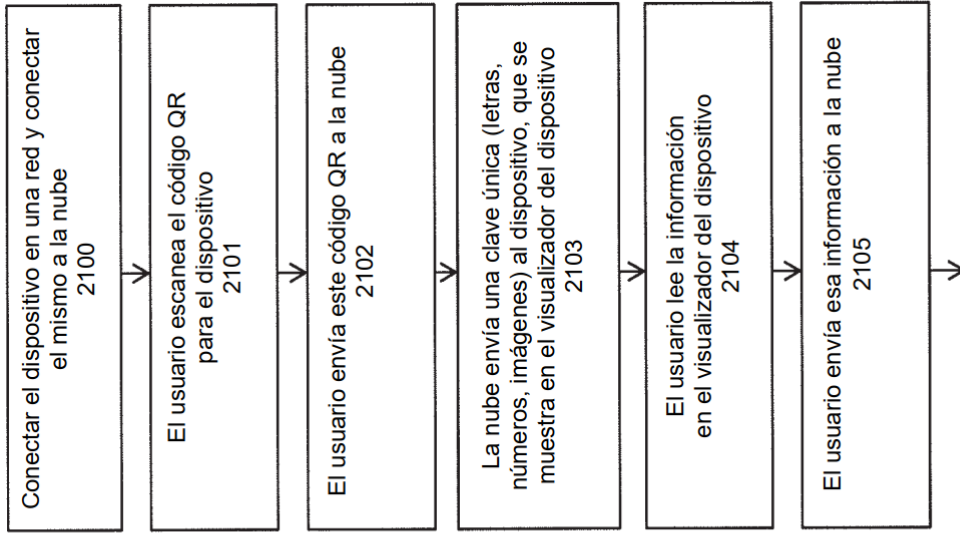 Conectar el dispositivo en una red y conectar
el mismo a la nube
2100
El usuario escanea el código QR
para el dispositivo
2101
El usuario envía este código QR a la nube
2102
La nube envía una clave única (letras,
números, imágenes) al dispositivo, que se
muestra en el visualizador del dispositivo
2103
El usuario lee la información
en el visualizador del dispositivo
2104
El usuario envía esa información a la nube
2105